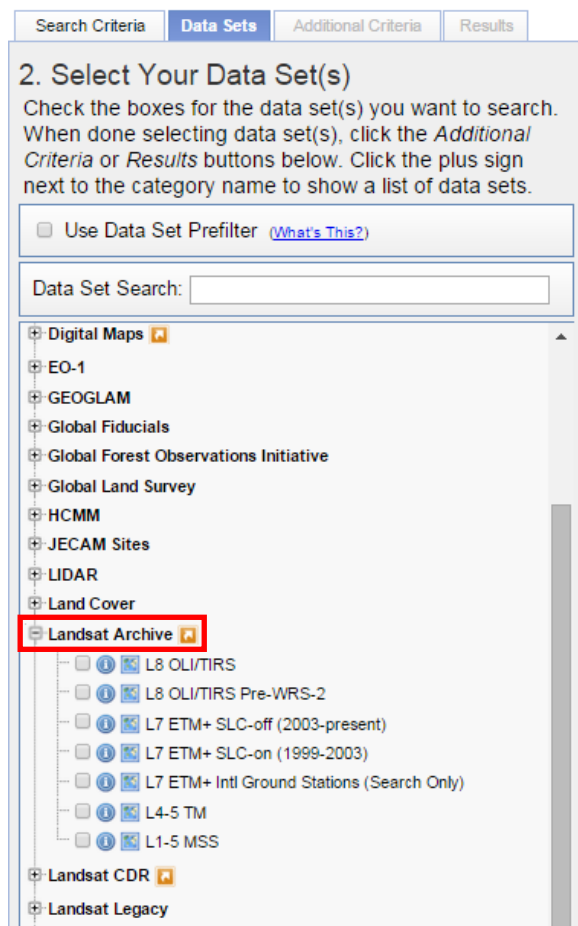 Search Criteria Data Sets Additional Criteria Results
2. Select Your Data Set(s)
Check the boxes for the data set(s) you want to search.
When done selecting data set(s), click the Additional
Criteria or Results buttons below. Click the plus sign
next to the category name to show a list of data sets.
Use Data Set Prefilter (What's This?)
Data Set Search:
Digital Maps
EO-1
GEOGLAM
Global Fiducials
Global Forest Observations Initiative
Global Land Survey
HCMM
JECAM Sites
LIDAR
Land Cover
Landsat Archive
L8 OLI/TIRS
L8 OLI/TIRS Pre-WRS-2
L7 ETM+ SLC-off (2003-present)
L7 ETM+ SLC-on (1999-2003)
L7 ETM+ Intl Ground Stations (Search Only)
L4-5 TM
L1-5 MSS
Landsat CDR
Landsat Legacy